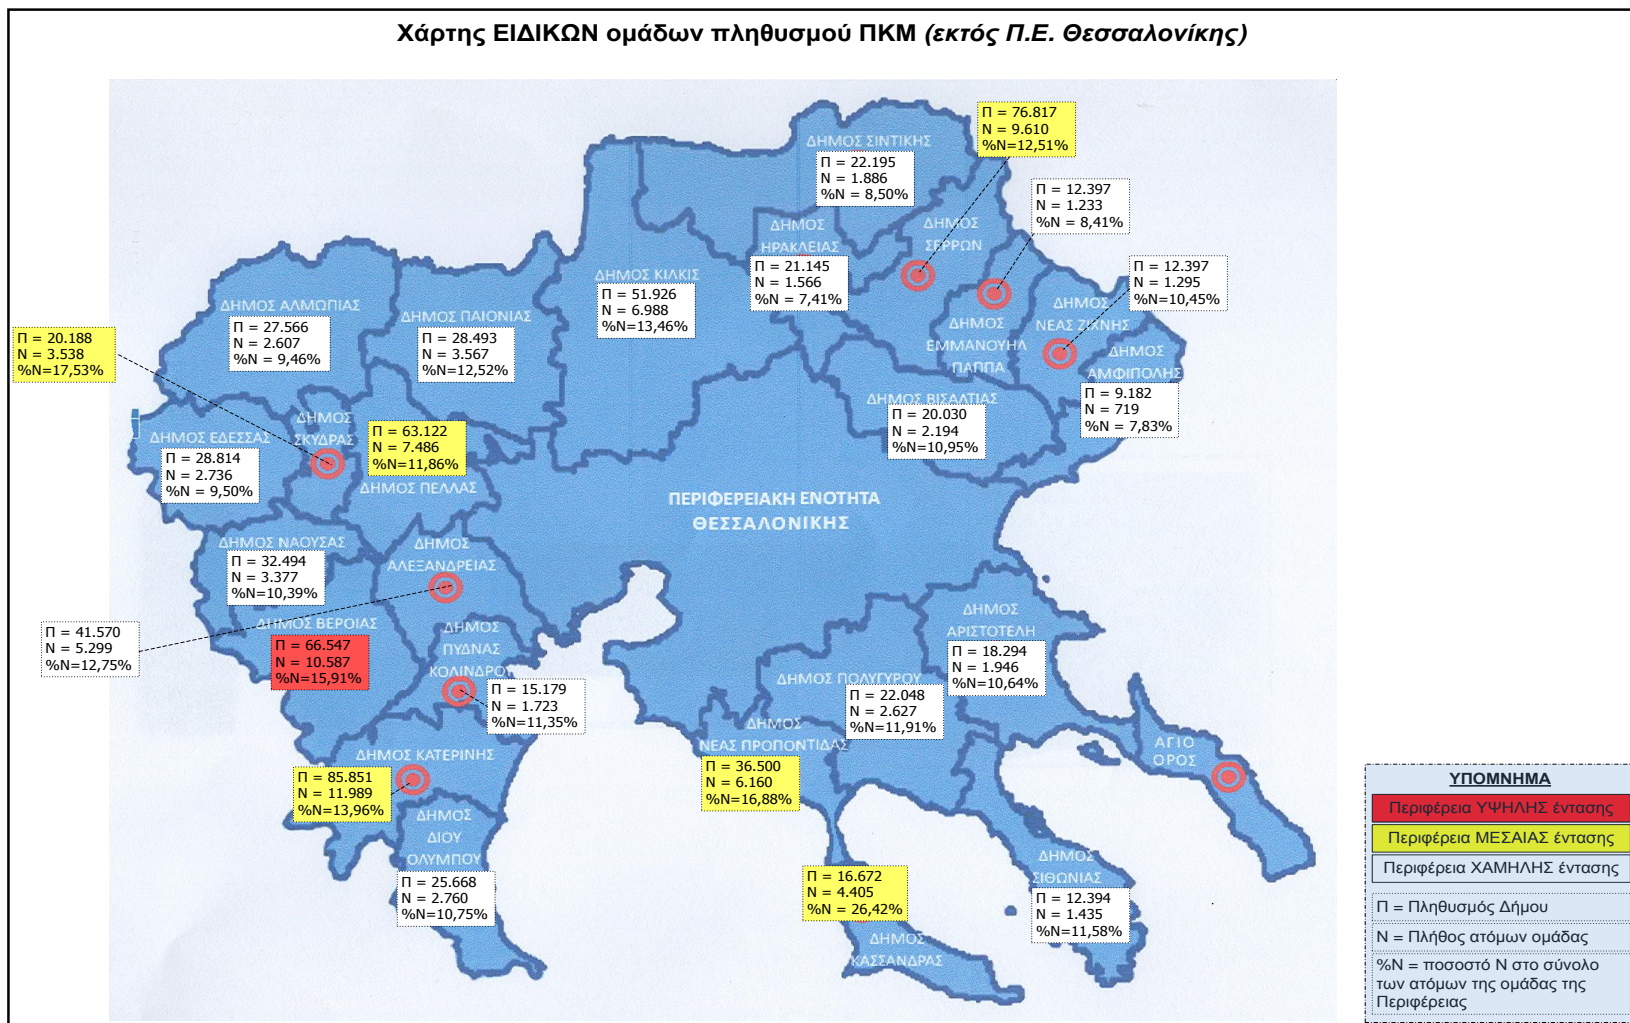 Χάρτης ΕΙΔΙΚΩΝ ομάδων πληθυσμού ΠΚΜ (εκτός Π.Ε. Θεσσαλονίκης)
Π = 76.817
Ν = 9.610
%Ν=12,51%
ΔΗΜΟΣ ΣΙΝΤΙΚΗΣ
Π = 22.195
Ν = 1.886
%Ν = 8,50%
Π = 12.397
Ν = 1.233
%Ν = 8,41%
ΔΗΜΟΣ
ΗΡΑΚΛΕΙΑΣ
Π = 21.145
Ν = 1.566
%Ν = 7,41%
ΔΗΜΟΣ
ΣΕΡΡΩΝ
Π = 12.397
Ν = 1.295
%Ν=10,45%
ΔΗΜΟΣ ΚΙΛΚΙΣ
Π = 51.926
Ν = 6.988
%Ν=13,46%
ΔΗΜΟΣ ΑΛΜΩΠΙΑΣ
Π = 27.566
Ν = 2.607
%Ν = 9,46%
ΔΗΜΟΣ ΠΑΙΟΝΙΑΣ
Π = 28.493
Ν = 3.567
%Ν=12,52%
ΔΗΜΟΣ
ΕΜΜΑΝΟΥΗΛ
ΠΑΠΠΑ
ΔΗΜΟΣ
ΝΕΑΣ ΖΙΧΝΗΣ
ΔΗΜΟΣ
ΑΜΦΙΠΟΛΗΣ
Π = 9.182
Ν = 719
%Ν = 7,83%
Π = 20.188
Ν = 3.538
%Ν=17,53%
ΔΗΜΟΣ ΒΙΣΑΛΤΙΑΣ
Π = 20.030
Ν = 2.194
%Ν=10,95%
ΔΗΜΟΣ ΕΔΕΣΣΑΣ
Π = 28.814
Ν = 2.736
%Ν = 9,50%
ΔΗΜΟΣ
ΣΚΥΔΡΑΣ
Π = 63.122
Ν = 7.486
%Ν=11,86%
ΔΗΜΟΣ ΠΕΛΛΑΣ
ΠΕΡΙΦΕΡΕΙΑΚΗ ΕΝΟΤΗΤΑ
ΘΕΣΣΑΛΟΝΙΚΗΣ
ΔΗΜΟΣ ΝΑΟΥΣΑΣ
Π = 32.494
Ν = 3.377
%Ν=10,39%
ΔΗΜΟΣ
ΑΛΕΞΑΝΔΡΕΙΑΣ
Π = 41.570
Ν = 5.299
%Ν=12,75%
ΔΗΜΟΣ ΒΕΡΟΙΑΣ
Π = 66.547
Ν = 10.587
%Ν=15,91%
ΔΗΜΟΣ
ΠΥΔΝΑΣ
ΚΟΛΙΝΔΡΟΥ
Π = 15.179
Ν = 1.723
%Ν=11,35%
ΔΗΜΟΣ
ΑΡΙΣΤΟΤΕΛΗ
Π = 18.294
Ν = 1.946
%Ν=10,64%
ΔΗΜΟΣ ΠΟΛΥΓΥΡΟΥ
Π = 22.048
Ν = 2.627
%Ν=11,91%
ΔΗΜΟΣ
ΝΕΑΣ ΠΡΟΠΟΝΤΙΔΑΣ
Π = 36.500
Ν = 6.160
%Ν=16,88%
ΑΓΙΟ
ΟΡΟΣ
ΔΗΜΟΣ ΚΑΤΕΡΙΝΗΣ
Π = 85.851
Ν = 11.989
%Ν=13,96%
ΔΗΜΟΣ
ΔΙΟΥ
ΟΛΥΜΠΟΥ
Π = 25.668
Ν = 2.760
%Ν=10,75%
Π = 16.672
Ν = 4.405
%Ν = 26,42%
ΔΗΜΟΣ
ΚΑΣΣΑΝΔΡΑΣ
ΔΗΜΟΣ
ΣΙΘΩΝΙΑΣ
Π = 12.394
Ν = 1.435
%Ν=11,58%
ΥΠΟΜΝΗΜΑ
Περιφέρεια ΥΨΗΛΗΣ έντασης
Περιφέρεια ΜΕΣΑΙΑΣ έντασης
Περιφέρεια ΧΑΜΗΛΗΣ έντασης
Π = Πληθυσμός Δήμου
Ν = Πλήθος ατόμων ομάδας
%Ν = ποσοστό Ν στο σύνολο
των ατόμων της ομάδας της
Περιφέρειας